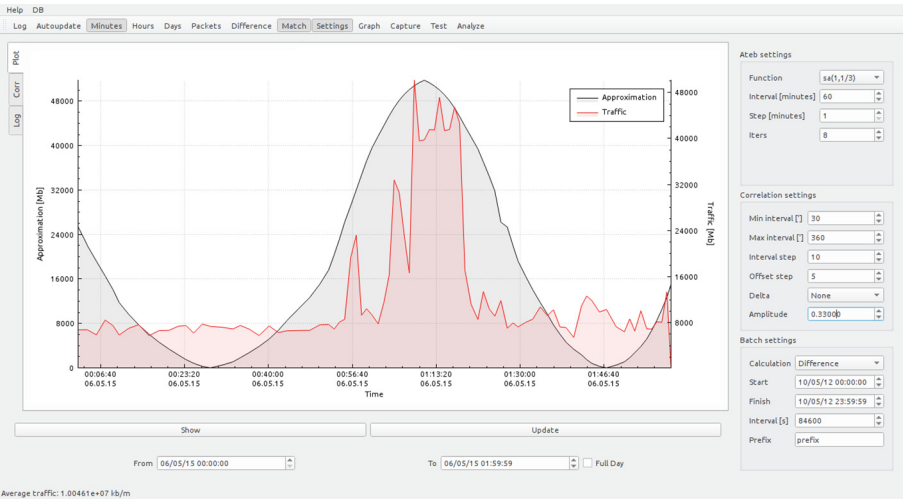 Help DB
Log Autoupdate Minutes Hours Days Packets Difference Match Settings Graph Capture Test Analyze
Plot
Corr
Log
Approximation [Mb]
48000
40000
32000
24000
16000
8000
0
Approximation
Traffic
48000
40000
32000
24000
16000
8000
Traffic [Mb]
00:06:40 00:23:20 00:40:00 00:56:40 01:13:20 01:30:00 01:46:40
06.05.15 06.05.15 06.05.15 06.05.15 06.05.15 06.05.15 06.05.15
Time
Show Update
From 06/05/15 00:00:00 To 06/05/15 01:59:59 Full Day
Average traffic: 1.00461e+07 kb/m
Ateb settings
Function sa(1,1/3)
Interval [minutes] 60
Step [minutes] 1
Iters 8
Correlation settings
Min interval ['] 30
Max interval ['] 360
Interval step 10
Offset step 5
Delta None
Amplitude 0.33000
Batch settings
Calculation Difference
Start 10/05/12 00:00:00
Finish 10/05/12 23:59:59
Interval [s] 84600
Prefix prefix